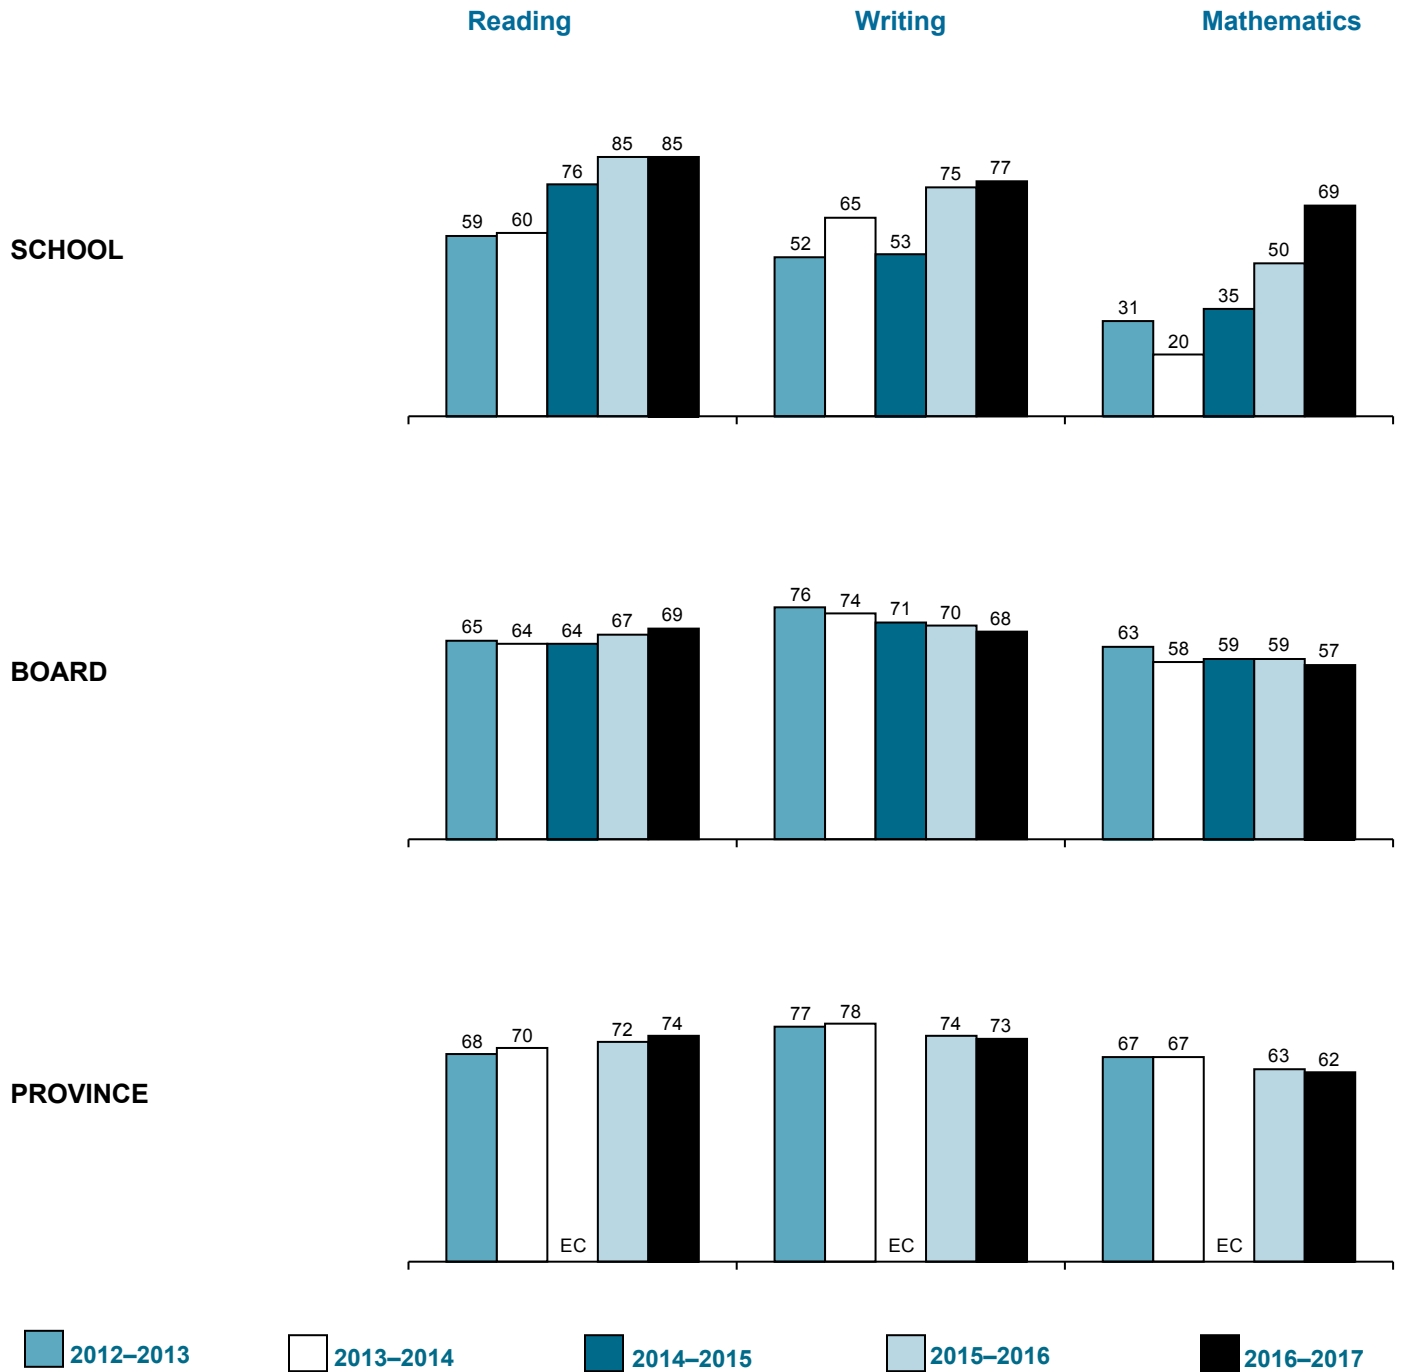 Reading Writing Mathematics
SCHOOL
59 60 76 85 85
52 65 53 75 77
31 20 35 50 69
BOARD
65 64 64 67 69
76 74 71 70 68
63 58 59 59 57
PROVINCE
68 70 EC 72 74
77 78 EC 74 73
67 67 EC 63 62
2012–2013 2013–2014 2014–2015 2015–2016 2016–2017